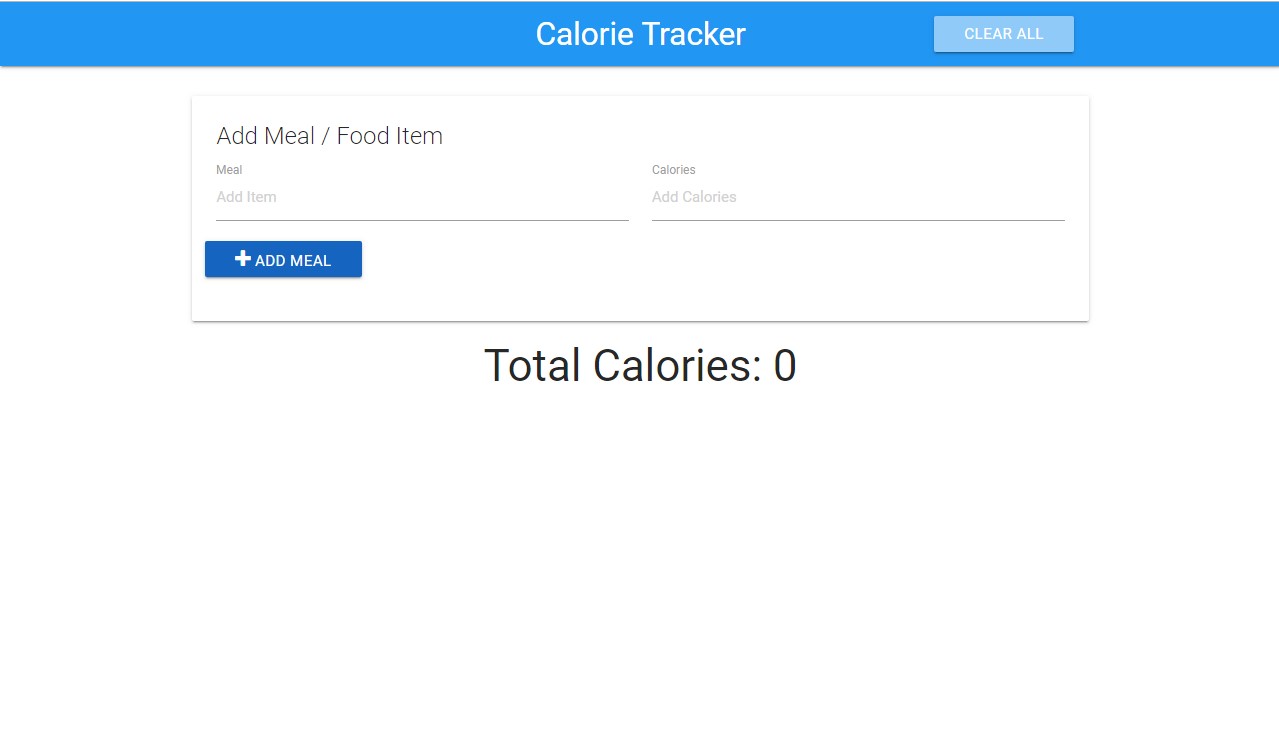 Calorie Tracker
CLEAR ALL
Add Meal / Food Item
Meal
Calories
Add Item
Add Calories
ADD MEAL
Total Calories: 0